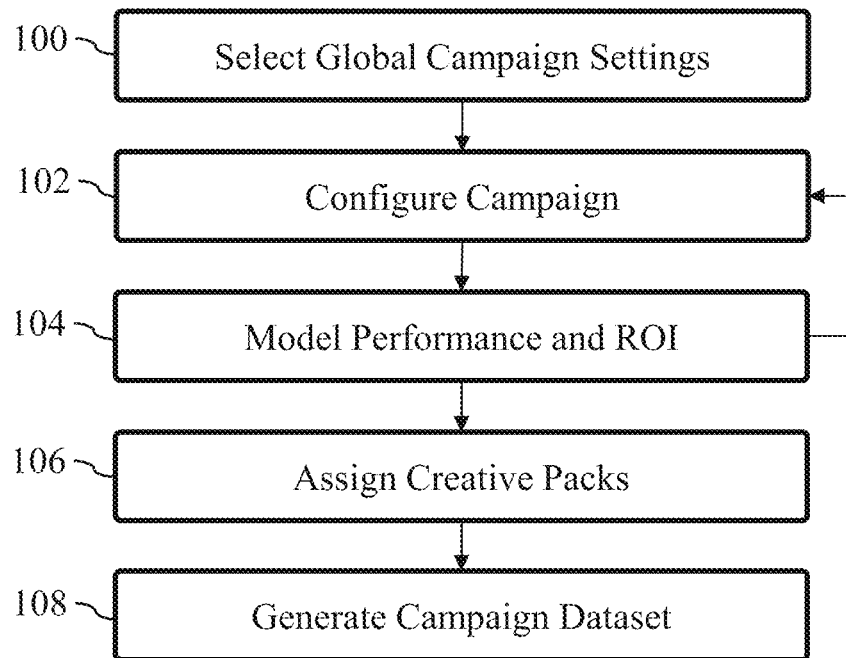 100
Select Global Campaign Settings
102
Configure Campaign
104
Model Performance and ROI
106
Assign Creative Packs
108
Generate Campaign Dataset